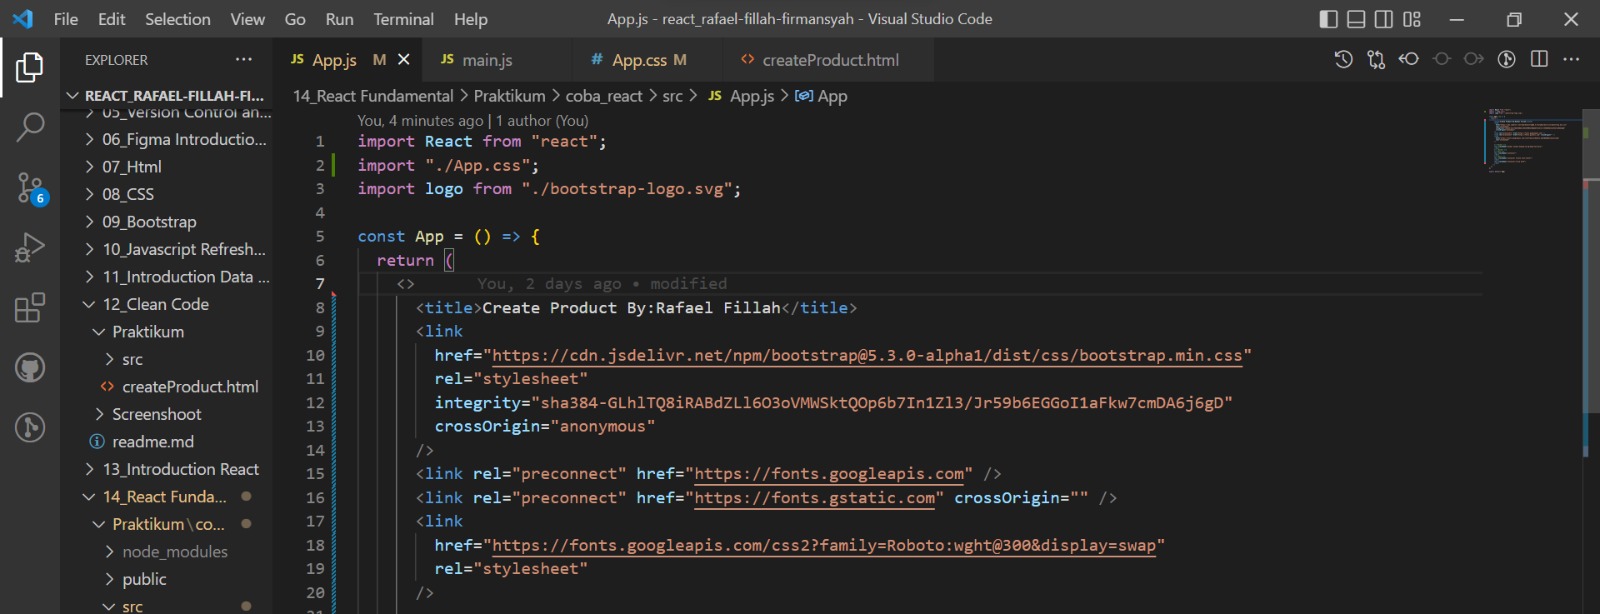 File Edit Selection View Go Run Terminal Help
App.js - react_rafael-fillah-firmansyah - Visual Studio Code
EXPLORER
REACT_RAFAEL-FILLAH-FI...
05_Version Control an...
06_Figma Introductio...
07_Html
08_CSS
09_Bootstrap
10_Javascript Refresh...
11_Introduction Data ...
12_Clean Code
Praktikum
src
<> createProduct.html
Screenshoot
readme.md
13_Introduction React
14_React Funda...
Praktikum\co...
node_modules
public
src
6
JS App.js M
JS main.js
# App.css M
<> createProduct.html
14_React Fundamental > Praktikum > coba_react > src > JS App.js > App
You, 4 minutes ago | 1 author (You)
1 import React from "react";
2 import "./App.css";
3 import logo from "./bootstrap-logo.svg";
4
5 const App = () => {
6 return (
7 <> You, 2 days ago • modified
8 <title>Create Product By:Rafael Fillah</title>
9 <link
10 href="https://cdn.jsdelivr.net/npm/bootstrap@5.3.0-alpha1/dist/css/bootstrap.min.css"
11 rel="stylesheet"
12 integrity="sha384-GLhlTQ8iRABdZLl6O3oVMWSktQOp6b7In1Zl3/Jr59b6EGGoI1aFkw7cmDA6j6gD"
13 crossOrigin="anonymous"
14 />
15 <link rel="preconnect" href="https://fonts.googleapis.com" />
16 <link rel="preconnect" href="https://fonts.gstatic.com" crossOrigin="" />
17 <link
18 href="https://fonts.googleapis.com/css2?family=Roboto:wght@300&display=swap"
19 rel="stylesheet"
20 />